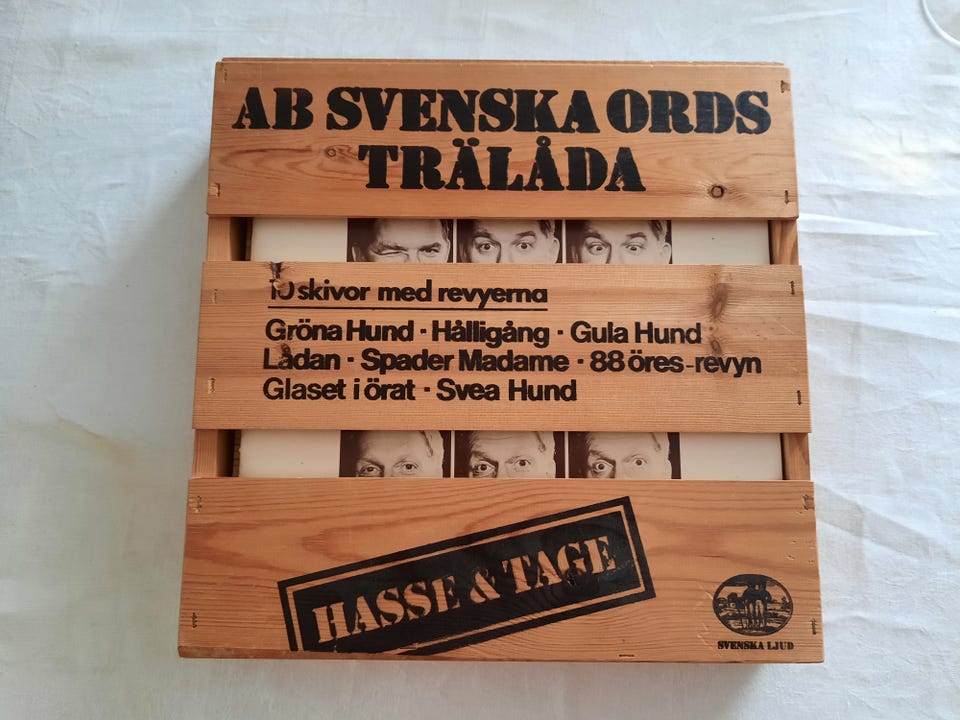 AB SVENSKA ORDS
TRÄLÅDA
10 skivor med revyerna
Gröna Hund · Hålligång · Gula Hund
Lådan · Spader Madame · 88 öres-revyn
Glaset i örat · Svea Hund
HASSE & TAGE
SVENSKA LJUD